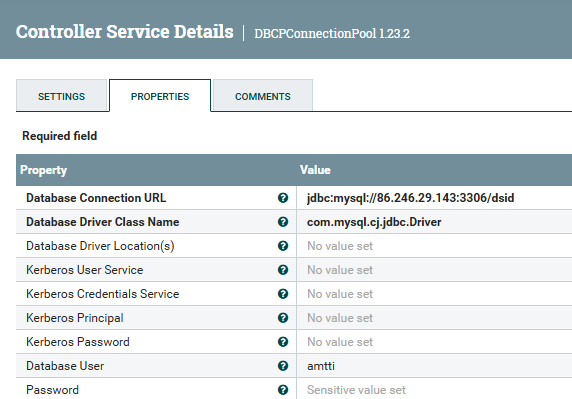 Controller Service Details | DBCPConnectionPool 1.23.2
SETTINGS PROPERTIES COMMENTS
Required field
Property Value
Database Connection URL jdbc:mysql://86.246.29.143:3306/dsid
Database Driver Class Name com.mysql.cj.jdbc.Driver
Database Driver Location(s) No value set
Kerberos User Service No value set
Kerberos Credentials Service No value set
Kerberos Principal No value set
Kerberos Password No value set
Database User amtti
Password Sensitive value set